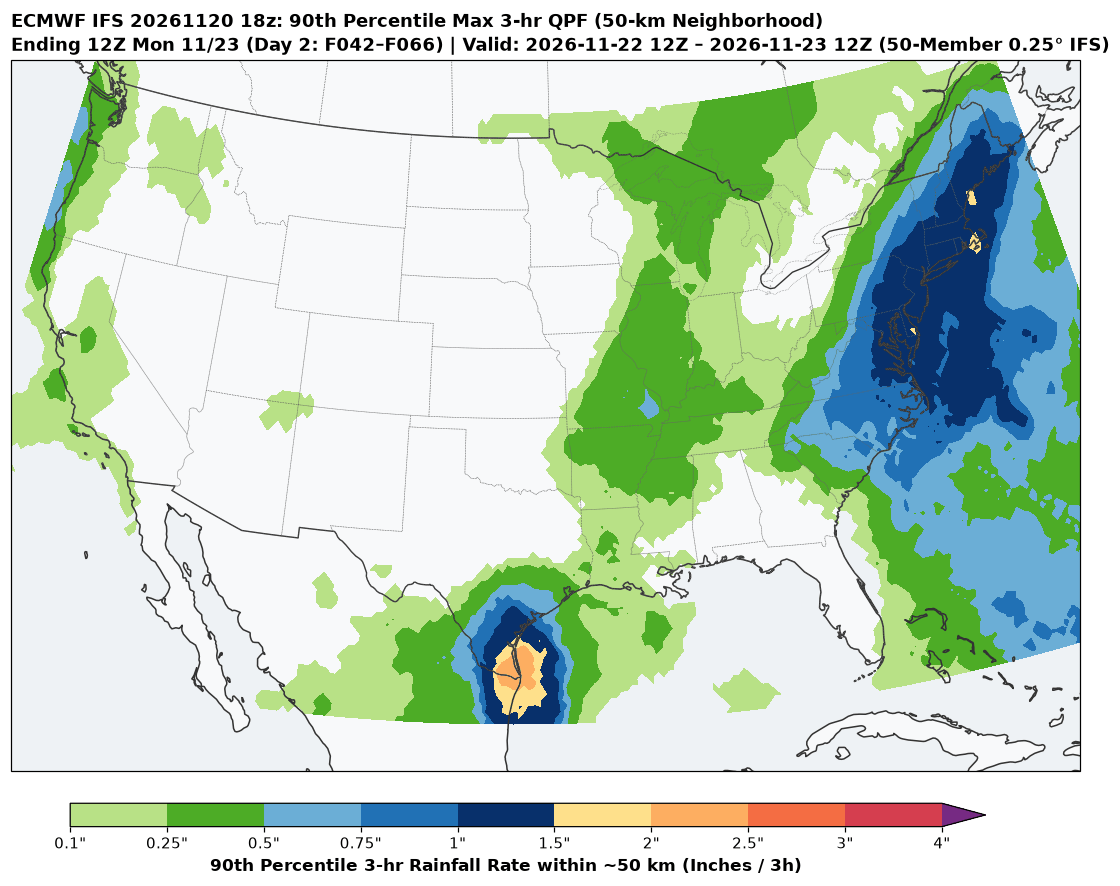 ECMWF IFS 20261120 18z: 90th Percentile Max 3-hr QPF (50-km Neighborhood)
Ending 12Z Mon 11/23 (Day 2: F042–F066) | Valid: 2026-11-22 12Z – 2026-11-23 12Z (50-Member 0.25° IFS)
0.1" 0.25" 0.5" 0.75" 1" 1.5" 2" 2.5" 3" 4"
90th Percentile 3-hr Rainfall Rate within ~50 km (Inches / 3h)